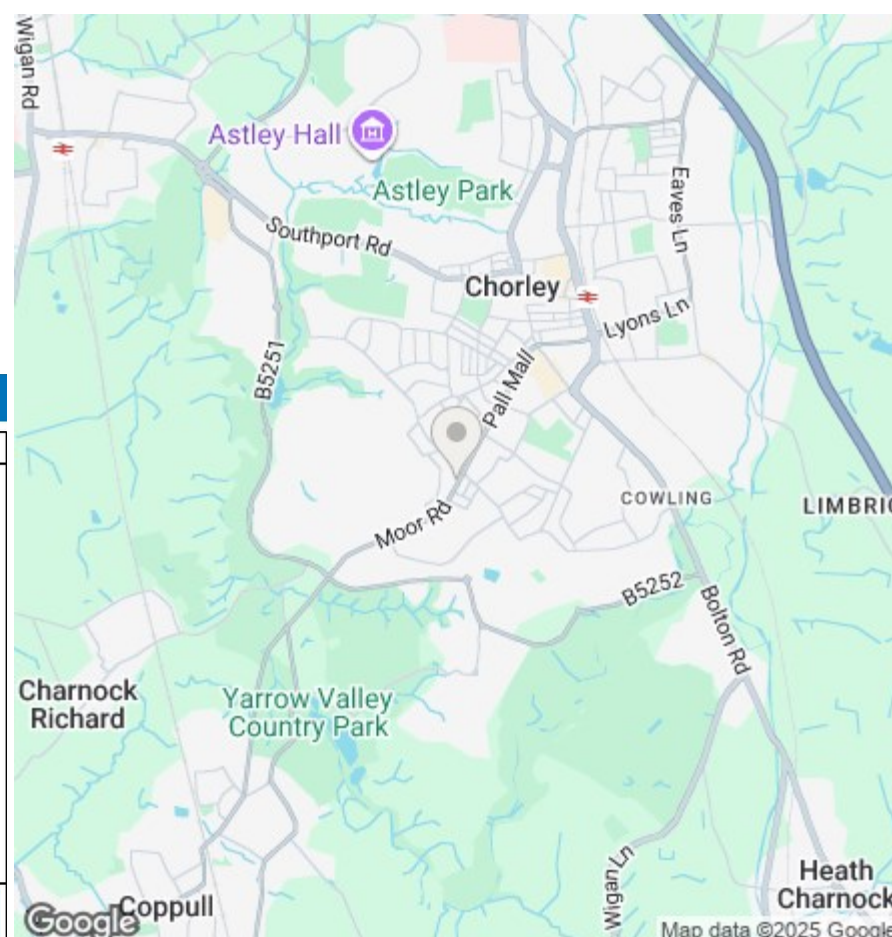 Wigan Rd
Astley Hall
Astley Park
Eaves Ln
Southport Rd
Chorley
Lyons Ln
B5251
Pall Mall
COWLING
LIMBRIC
Moor Rd
B5252
Bolton Rd
Charnock
Richard
Yarrow Valley
Country Park
Wigan Ln
Heath
Charnock
Coppull
Google
Map data ©2025 Google